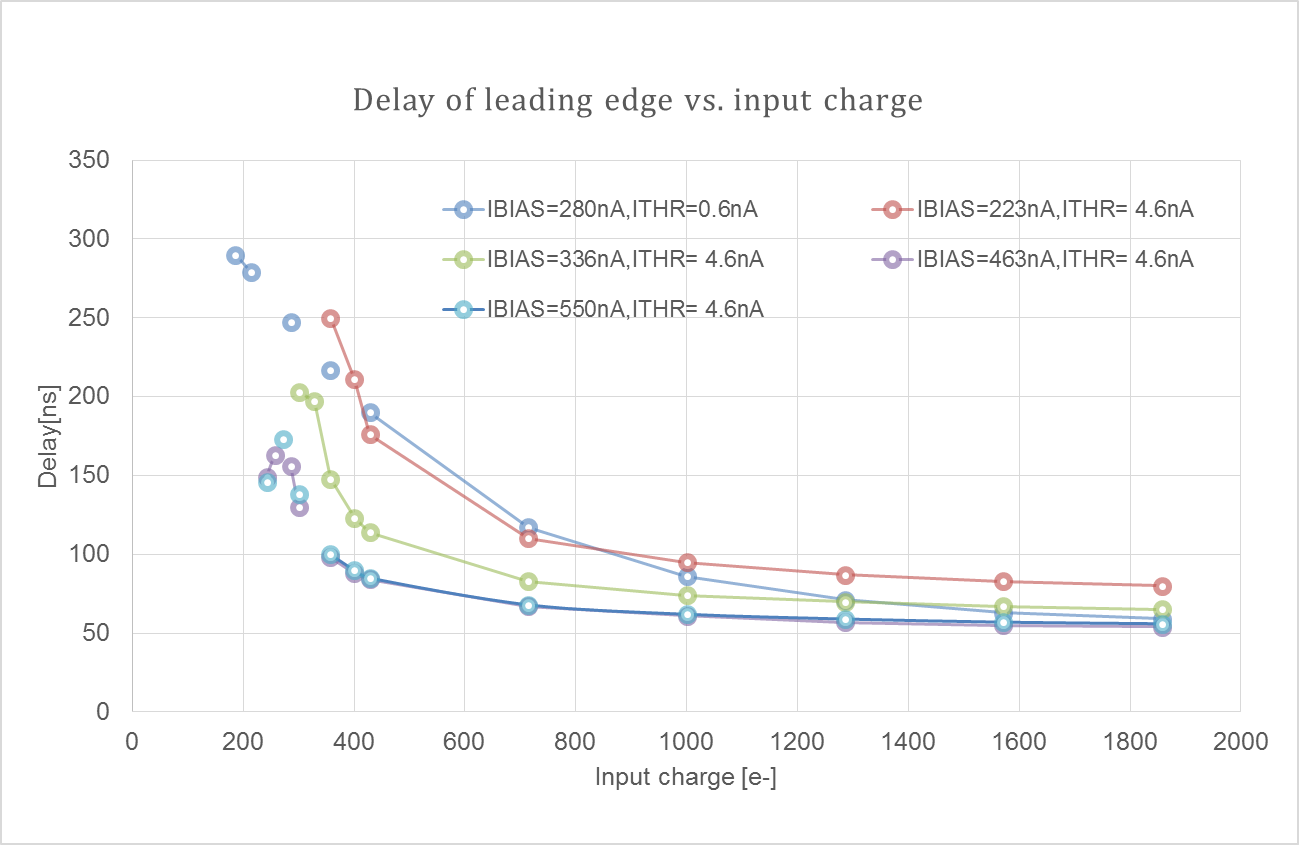 Delay of leading edge vs. input charge
350
300
250
200
150
100
50
0
Delay[ns]
IBIAS=280nA,ITHR=0.6nA
IBIAS=223nA,ITHR= 4.6nA
IBIAS=336nA,ITHR= 4.6nA
IBIAS=463nA,ITHR= 4.6nA
IBIAS=550nA,ITHR= 4.6nA
0 200 400 600 800 1000 1200 1400 1600 1800 2000
Input charge [e-]